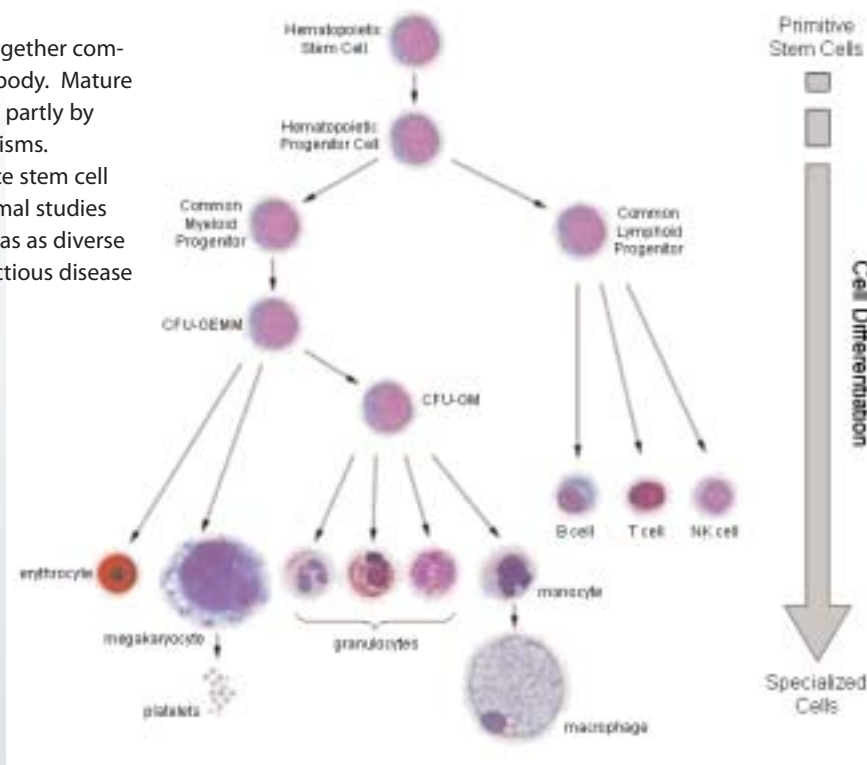 gether com-
body. Mature
partly by
isms.
e stem cell
mal studies
as as diverse
ctious disease
Hematopoietic
Stem Cell
Hematopoietic
Progenitor Cell
Common
Myeloid
Progenitor
Common
Lymphoid
Progenitor
CFU-GEMM
CFU-GM
B cell
T cell
NK cell
erythrocyte
megakaryocyte
platelets
granulocytes
monocyte
macrophage
Primitive
Stem Cells
Cell Differentiation
Specialized
Cells